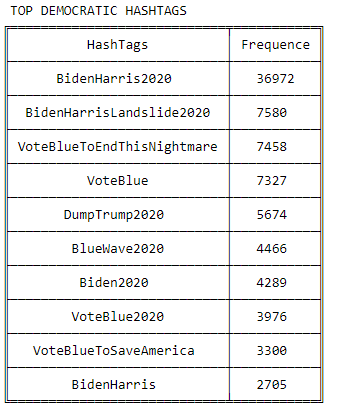 TOP DEMOCRATIC HASHTAGS
HashTags Frequence
BidenHarris2020 36972
BidenHarrisLandslide2020 7580
VoteBlueToEndThisNightmare 7458
VoteBlue 7327
DumpTrump2020 5674
BlueWave2020 4466
Biden2020 4289
VoteBlue2020 3976
VoteBlueToSaveAmerica 3300
BidenHarris 2705